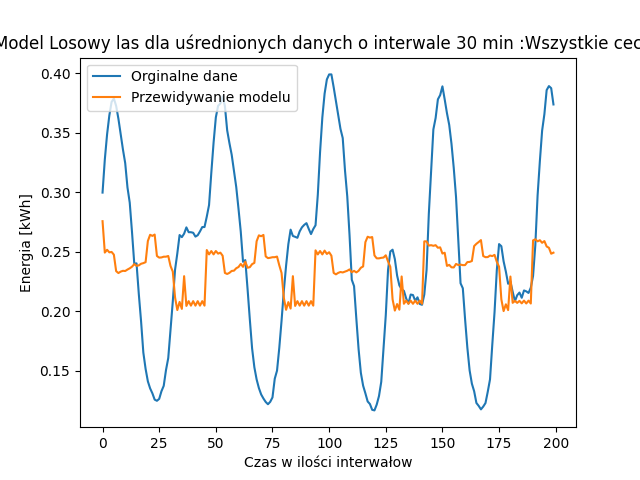 Model Losowy las dla uśrednionych danych o interwale 30 min :Wszystkie cec
Orginalne dane
Przewidywanie modelu
Energia [kWh]
0.40
0.35
0.30
0.25
0.20
0.15
0 25 50 75 100 125 150 175 200
Czas w ilości interwałow